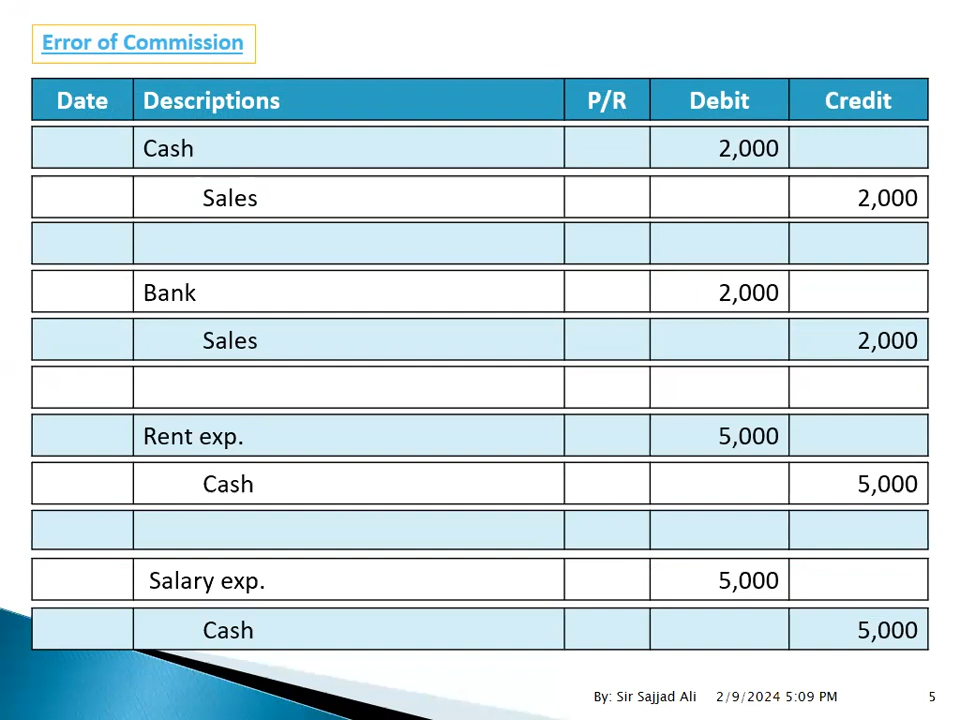 Error of Commission
Date Descriptions P/R Debit Credit
Cash 2,000
Sales 2,000
Bank 2,000
Sales 2,000
Rent exp. 5,000
Cash 5,000
Salary exp. 5,000
Cash 5,000
By: Sir Sajjad Ali 2/9/2024 5:09 PM 5